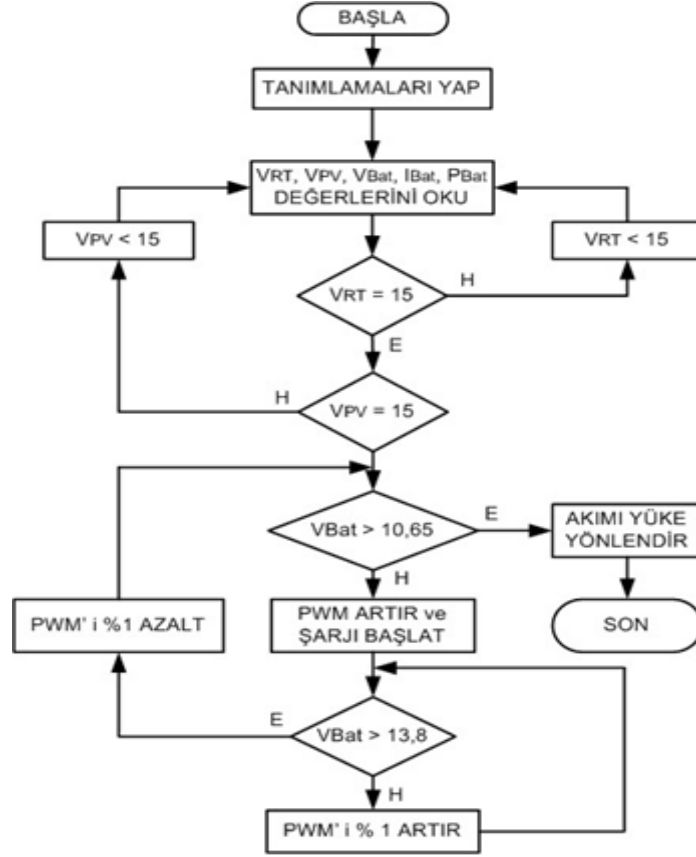 BAŞLA
TANIMLAMALARI YAP
VRT, VPV, VBat, IBat, PBat
DEĞERLERİNİ OKU
VPV < 15
VRT < 15
VRT = 15
H
E
H
VPV = 15
VBat > 10,65
E
AKIMI YÜKE
YÖNLENDİR
H
PWM' i %1 AZALT
PWM ARTIR ve
ŞARJI BAŞLAT
SON
E
VBat > 13,8
H
PWM' i % 1 ARTIR